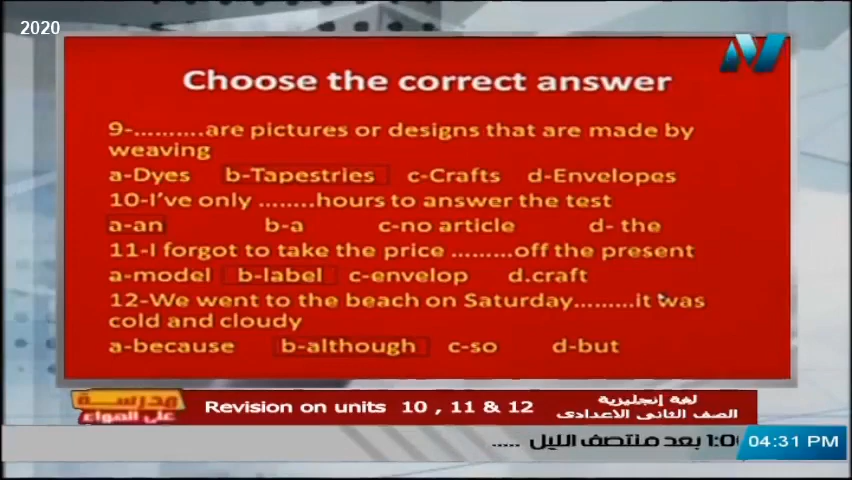 2020
Choose the correct answer
9-..........are pictures or designs that are made by
weaving
a-Dyes b-Tapestries c-Crafts d-Envelopes
10-I've only ........hours to answer the test
a-an b-a c-no article d- the
11-I forgot to take the price .........off the present
a-model b-label c-envelop d.craft
12-We went to the beach on Saturday.........it was
cold and cloudy
a-because b-although c-so d-but
مدرسة
على الهواء
Revision on units 10 , 11 & 12
لغة إنجليزية
الصف الثانى الاعدادى
بعد منتصف الليل .....
04:31 PM